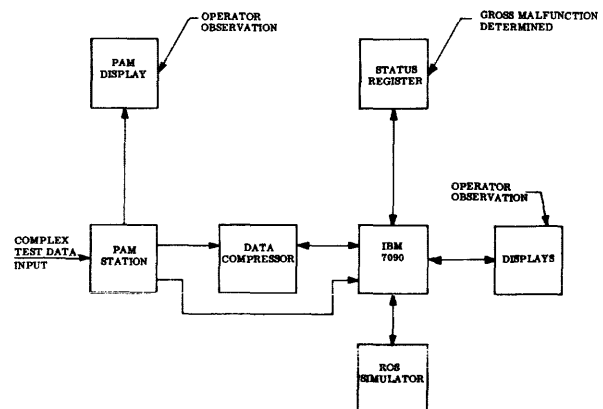 OPERATOR
OBSERVATION
GROSS MALFUNCTION
DETERMINED
PAM
DISPLAY
STATUS
REGISTER
OPERATOR
OBSERVATION
COMPLEX
TEST DATA
INPUT
PAM
STATION
DATA
COMPRESSOR
IBM
7090
DISPLAYS
ROS
SIMULATOR